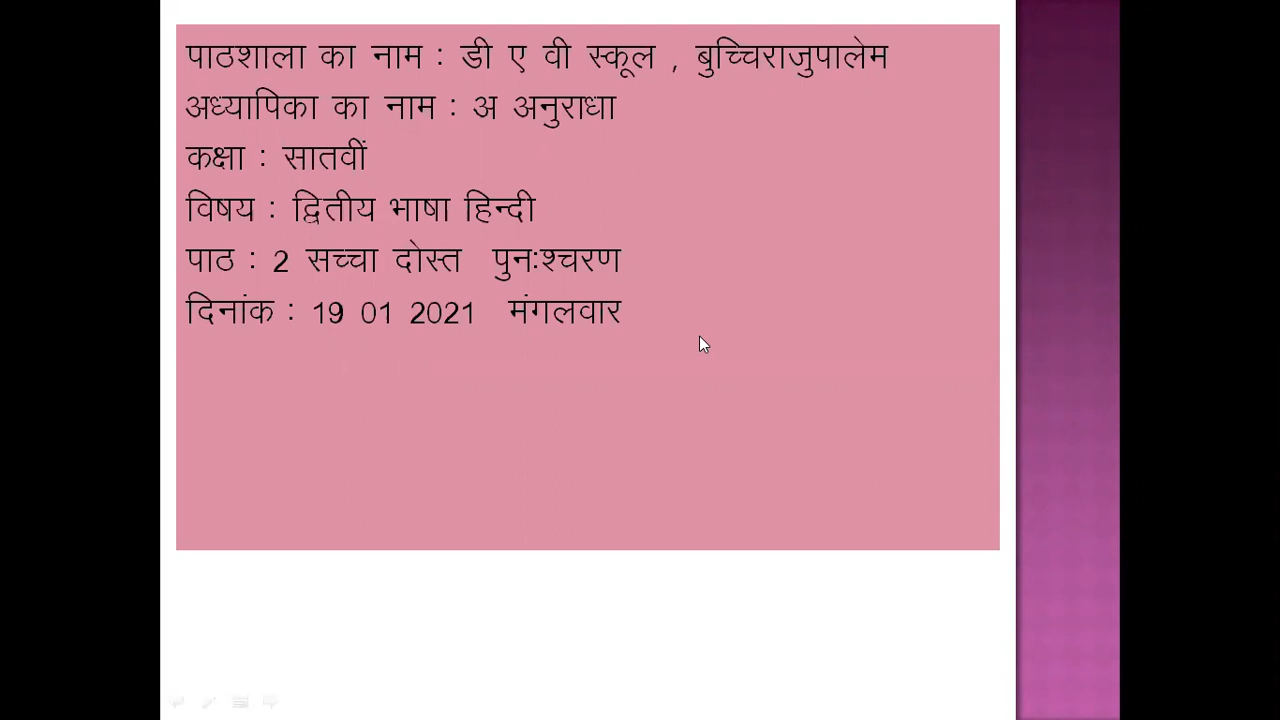 पाठशाला का नाम : डी ए वी स्कूल , बुच्चिराजुपालेम
अध्यापिका का नाम : अ अनुराधा
कक्षा : सातवीं
विषय : द्वितीय भाषा हिन्दी
पाठ : 2 सच्चा दोस्त पुनःश्चरण
दिनांक : 19 01 2021 मंगलवार